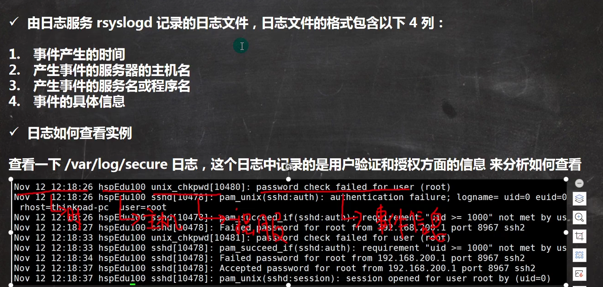 ✓ 由日志服务 rsyslogd 记录的日志文件，日志文件的格式包含以下 4 列：
1. 事件产生的时间
2. 产生事件的服务器的主机名
3. 产生事件的服务名或程序名
4. 事件的具体信息
✓ 日志如何查看实例
查看一下 /var/log/secure 日志，这个日志中记录的是用户验证和授权方面的信息 来分析如何查看
Nov 12 12:18:26 hspEdu100 unix_chkpwd[10480]: password check failed for user (root)
Nov 12 12:18:26 hspEdu100 sshd[10478]: pam_unix(sshd:auth): authentication failure; logname= uid=0 euid=0
rhost=thinkpad-pc user=root
Nov 12 12:18:26 hspEdu100 sshd[10478]: pam_succeed_if(sshd:auth): requirement "uid >= 1000" not met by us
Nov 12 12:18:27 hspEdu100 sshd[10478]: Failed password for root from 192.168.200.1 port 8967 ssh2
Nov 12 12:18:33 hspEdu100 unix_chkpwd[10481]: password check failed for user (root)
Nov 12 12:18:33 hspEdu100 sshd[10478]: pam_succeed_if(sshd:auth): requirement "uid >= 1000" not met by us
Nov 12 12:18:34 hspEdu100 sshd[10478]: Failed password for root from 192.168.200.1 port 8967 ssh2
Nov 12 12:18:37 hspEdu100 sshd[10478]: Accepted password for root from 192.168.200.1 port 8967 ssh2
Nov 12 12:18:37 hspEdu100 sshd[10478]: pam_unix(sshd:session): session opened for user root by (uid=0)